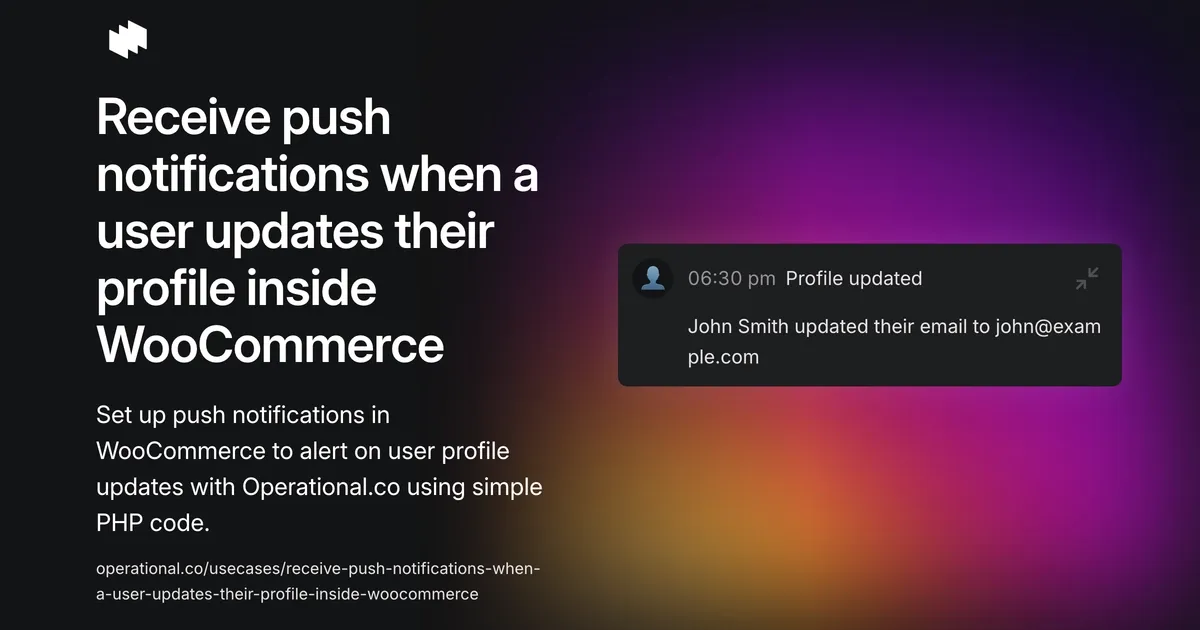 Receive push
notifications when a
user updates their
profile inside
WooCommerce
Set up push notifications in
WooCommerce to alert on user profile
updates with Operational.co using simple
PHP code.
operational.co/usecases/receive-push-notifications-when-
a-user-updates-their-profile-inside-woocommerce
06:30 pm Profile updated
John Smith updated their email to john@exam
ple.com